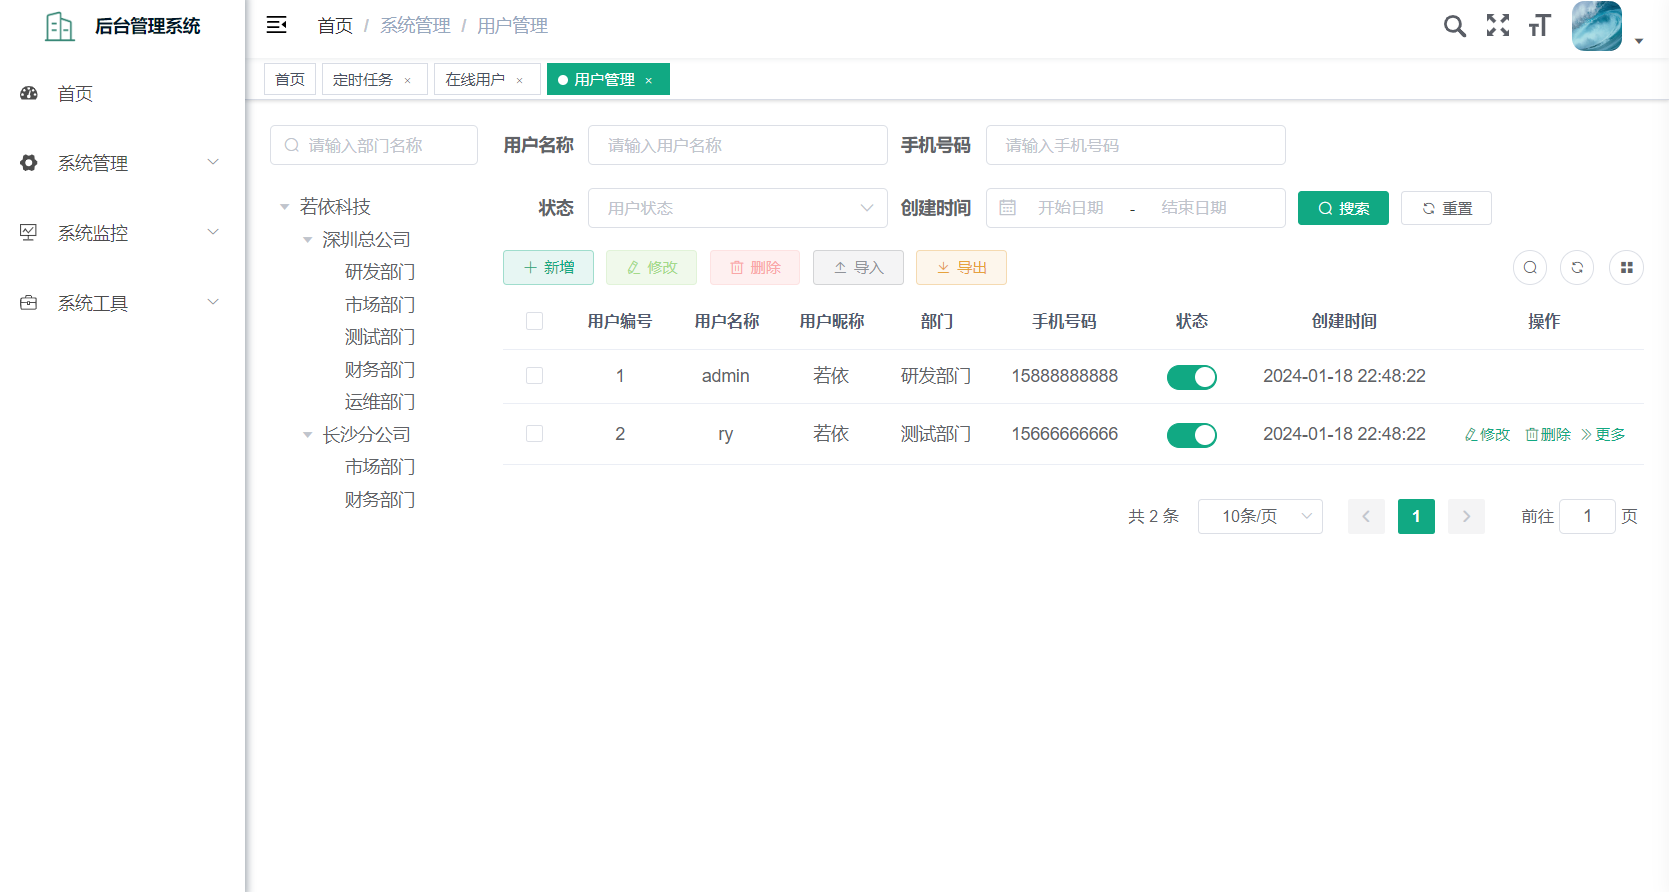 后台管理系统
首页 / 系统管理 / 用户管理
首页
系统管理
系统监控
系统工具
首页 定时任务 × 在线用户 × 用户管理 ×
请输入部门名称
若依科技
深圳总公司
研发部门
市场部门
测试部门
财务部门
运维部门
长沙分公司
市场部门
财务部门
用户名称 请输入用户名称 手机号码 请输入手机号码
状态 用户状态 创建时间 开始日期 - 结束日期 搜索 重置
新增 修改 删除 导入 导出
用户编号 用户名称 用户昵称 部门 手机号码 状态 创建时间 操作
1 admin 若依 研发部门 15888888888 2024-01-18 22:48:22
2 ry 若依 测试部门 15666666666 2024-01-18 22:48:22 修改 删除 更多
共 2 条 10条/页 1 前往 1 页